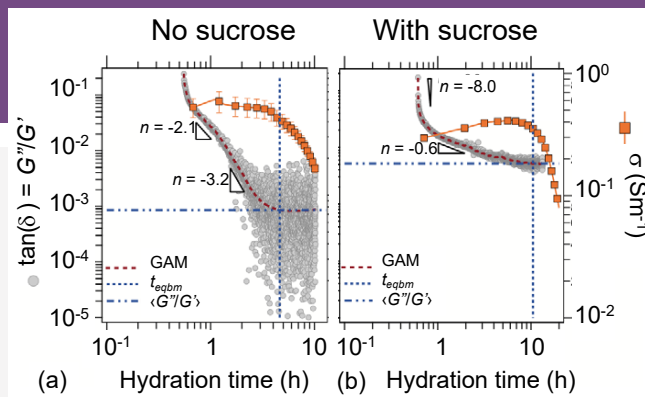 No sucrose
With sucrose
tan(δ) = G″/G′
10⁻¹
10⁻²
10⁻³
10⁻⁴
10⁻⁵
n = -2.1
n = -3.2
GAM
t_eqbm
⟨G″/G′⟩
10⁻¹
1
10
(a)
Hydration time (h)
n = -8.0
n = -0.6
GAM
t_eqbm
⟨G″/G′⟩
10⁰
10⁻¹
10⁻²
σ (Sm⁻¹)
10⁻¹
1
10
(b)
Hydration time (h)